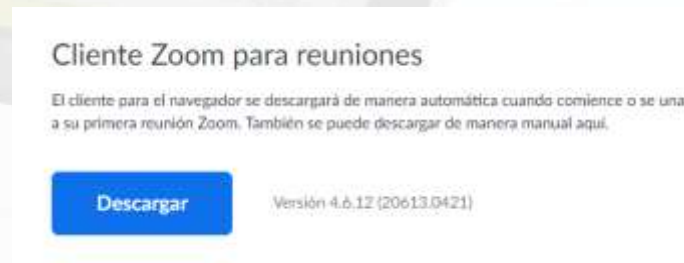 Cliente Zoom para reuniones
El cliente para el navegador se descargará de manera automática cuando comience o se una
a su primera reunión Zoom. También se puede descargar de manera manual aquí.
Descargar
Versión 4.6.12 (20613.0421)